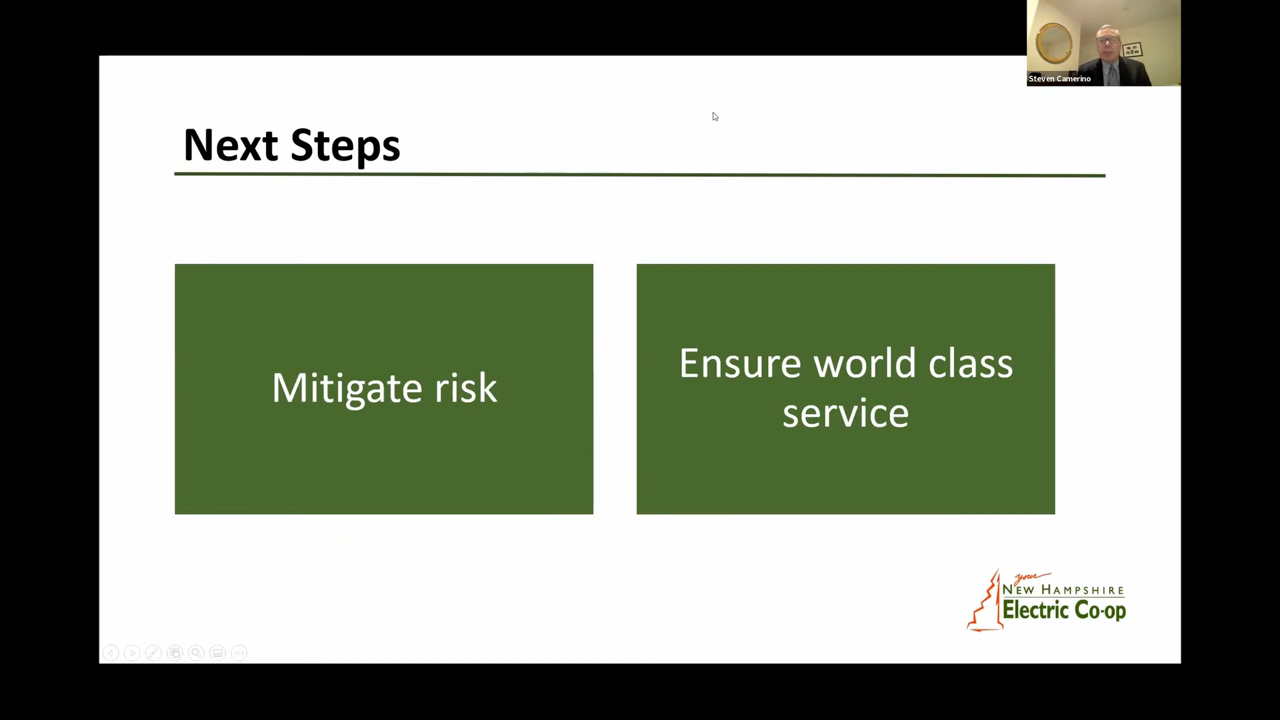 Steven Camerino
Next Steps
Mitigate risk
Ensure world class
service
your
NEW HAMPSHIRE
Electric Co-op